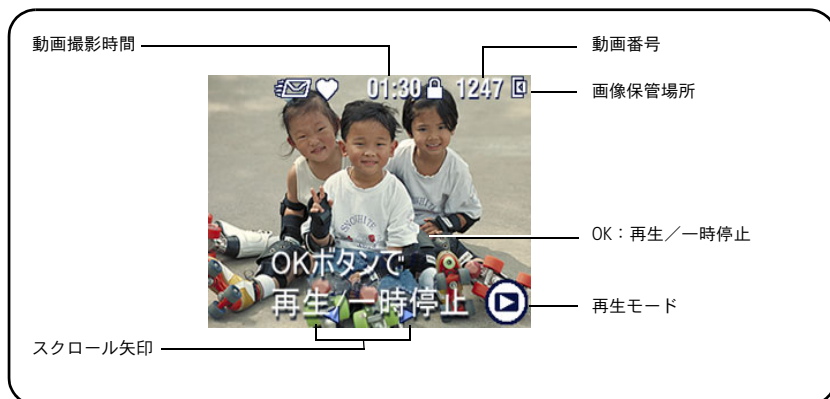 動画撮影時間
動画番号
画像保管場所
01:30
1247
SNOWHITE
OK：再生／一時停止
OKボタンで
再生/一時停止
再生モード
スクロール矢印